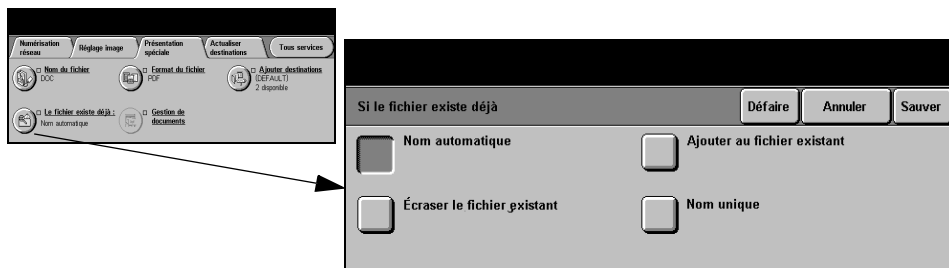 Numérisation réseau
Réglage image
Présentation spéciale
Actualiser destinations
Tous services
Nom du fichier
DOC
Format du fichier
PDF
Ajouter destinations
(DEFAULT)
2 disponible
Le fichier existe déjà :
Nom automatique
Gestion de documents
Si le fichier existe déjà
Défaire
Annuler
Sauver
Nom automatique
Ajouter au fichier existant
Écraser le fichier existant
Nom unique